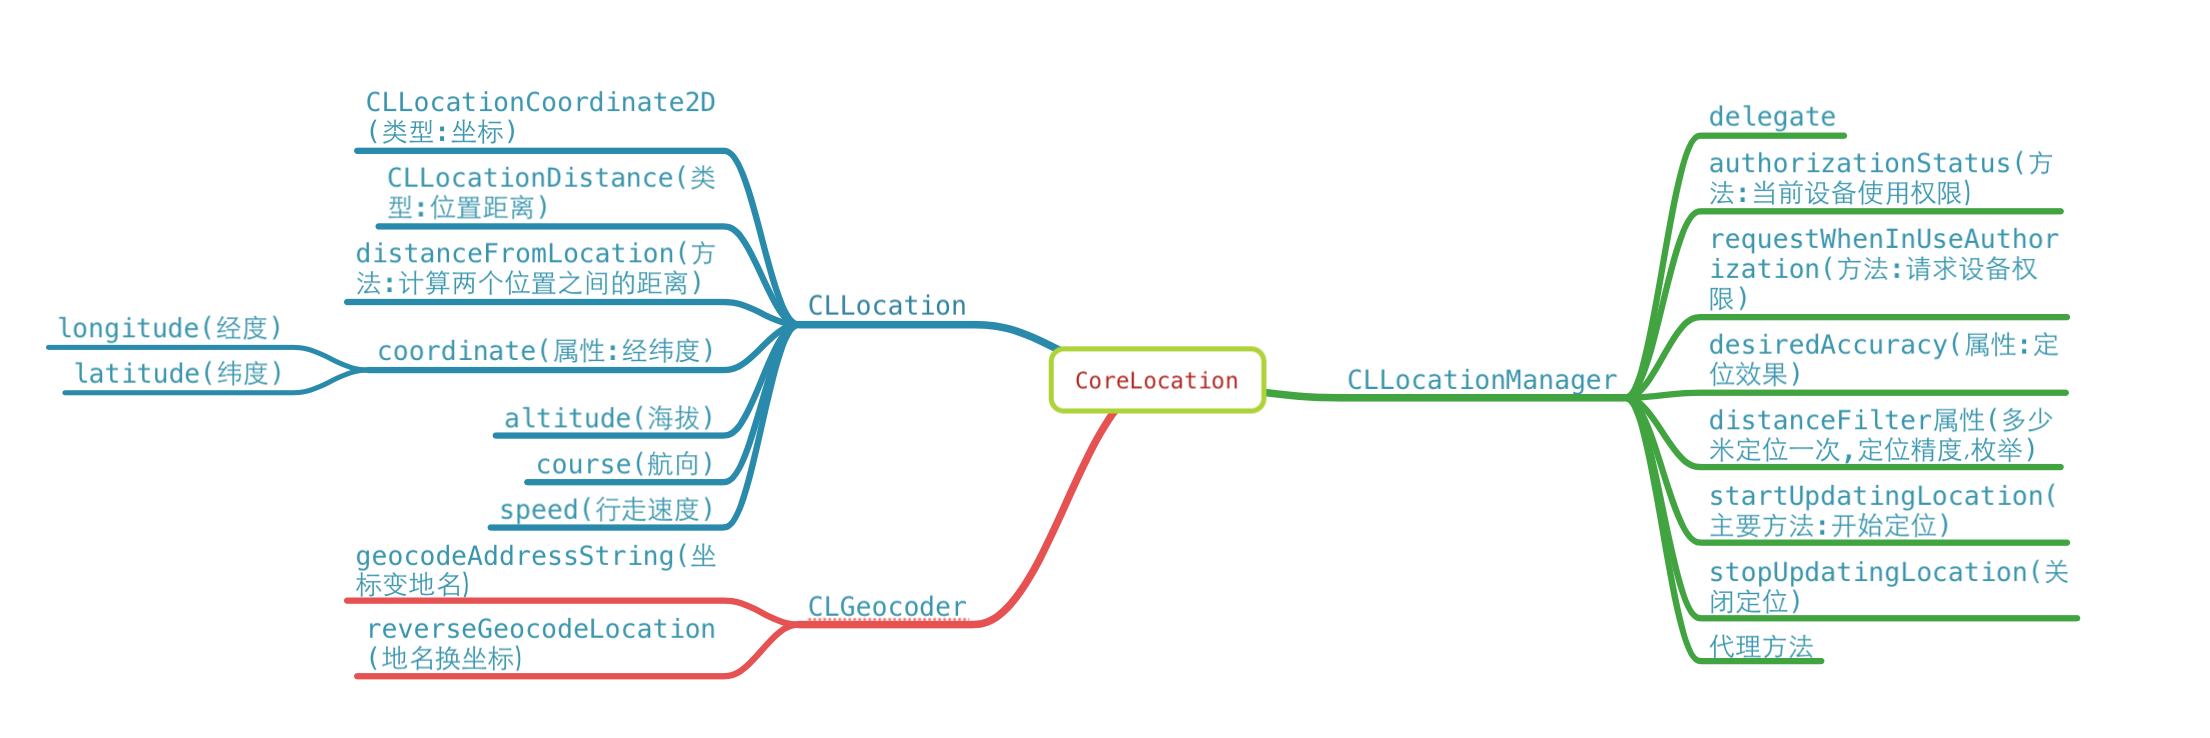 CLLocationCoordinate2D
(类型:坐标)
CLLocationDistance(类
型:位置距离)
distanceFromLocation(方
法:计算两个位置之间的距离)
longitude(经度)
latitude(纬度)
coordinate(属性:经纬度)
altitude(海拔)
course(航向)
speed(行走速度)
CLLocation
geocodeAddressString(坐
标变地名)
reverseGeocodeLocation
(地名换坐标)
CLGeocoder
CoreLocation
CLLocationManager
delegate
authorizationStatus(方
法:当前设备使用权限)
requestWhenInUseAuthor
ization(方法:请求设备权
限)
desiredAccuracy(属性:定
位效果)
distanceFilter属性(多少
米定位一次,定位精度,枚举)
startUpdatingLocation(
主要方法:开始定位)
stopUpdatingLocation(关
闭定位)
代理方法